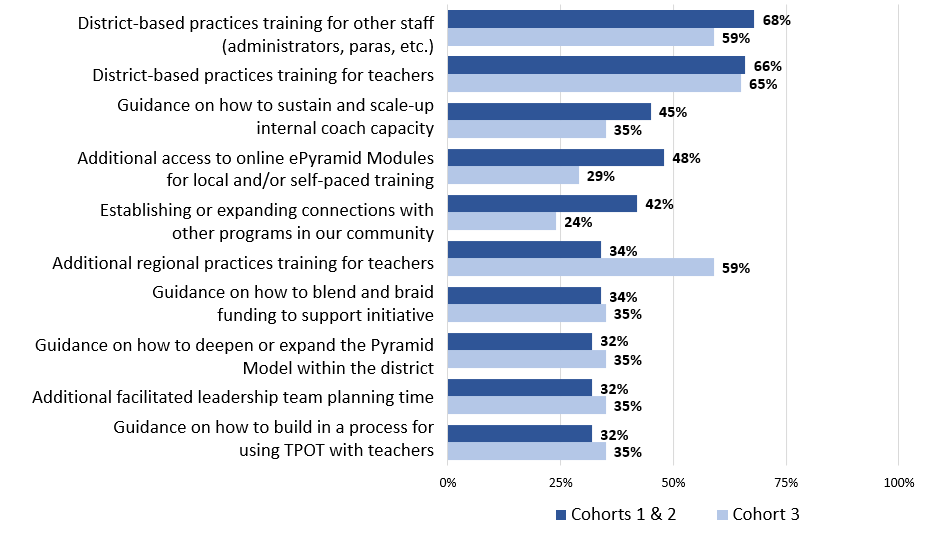 District-based practices training for other staff
(administrators, paras, etc.)
68%
59%
District-based practices training for teachers
66%
65%
Guidance on how to sustain and scale-up
internal coach capacity
45%
35%
Additional access to online ePyramid Modules
for local and/or self-paced training
48%
29%
Establishing or expanding connections with
other programs in our community
42%
24%
Additional regional practices training for teachers
34%
59%
Guidance on how to blend and braid
funding to support initiative
34%
35%
Guidance on how to deepen or expand the Pyramid
Model within the district
32%
35%
Additional facilitated leadership team planning time
32%
35%
Guidance on how to build in a process for
using TPOT with teachers
32%
35%
0% 25% 50% 75% 100%
Cohorts 1 & 2 Cohort 3